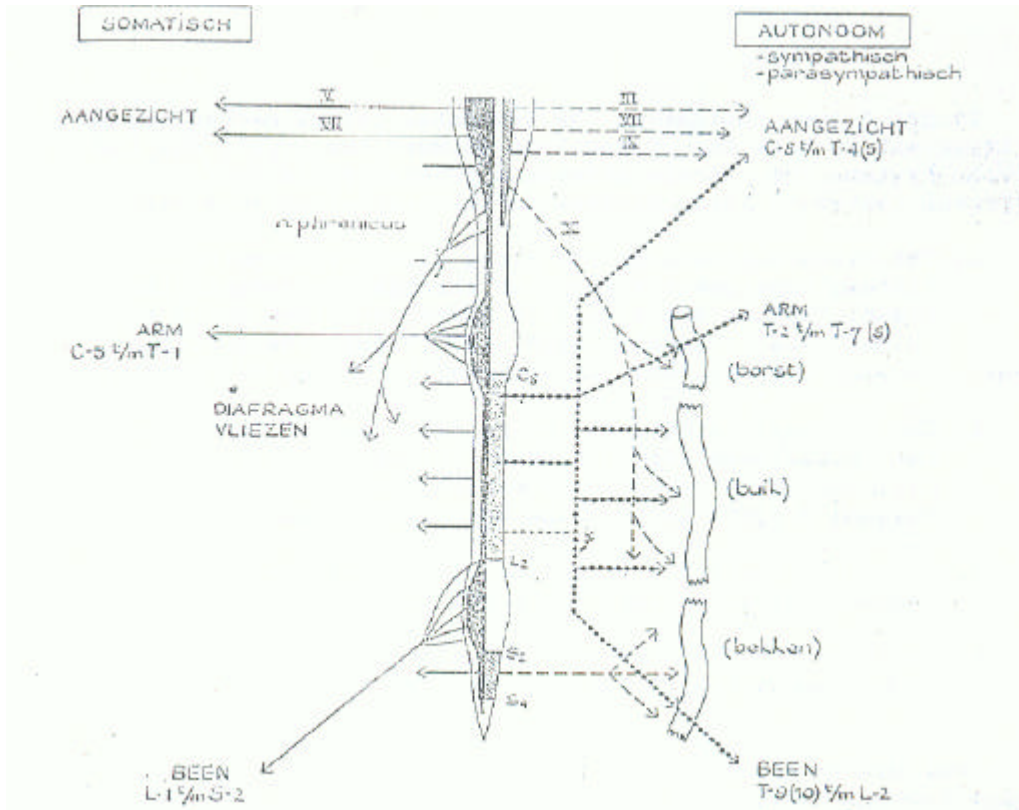 SOMATISCH
AUTONOOM
-sympathisch
-parasympathisch
V
III
AANGEZICHT
VII
VII
AANGEZICHT
IX
C-8 t/m T-4(5)
n phrenicus
X
ARM
C-5 t/m T-1
ARM
T-2 t/m T-7 (8)
(borst)
C8
DIAFRAGMA
VLIEZEN
(buik)
L2
S2
(bekken)
S4
BEEN
L-1 t/m S-2
BEEN
T-9(10) t/m L-2